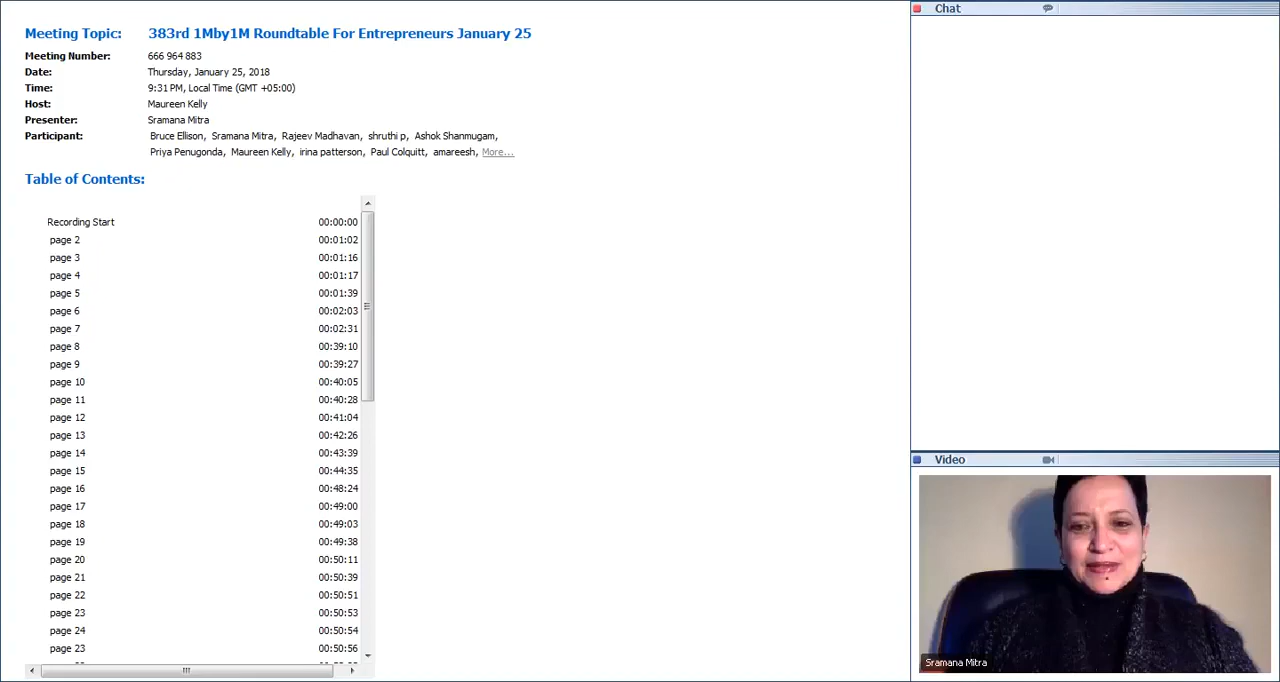 Meeting Topic: 383rd 1Mby1M Roundtable For Entrepreneurs January 25
Meeting Number: 666 964 883
Date: Thursday, January 25, 2018
Time: 9:31 PM, Local Time (GMT +05:00)
Host: Maureen Kelly
Presenter: Sramana Mitra
Participant: Bruce Ellison, Sramana Mitra, Rajeev Madhavan, shruthi p, Ashok Shanmugam,
Priya Penugonda, Maureen Kelly, irina patterson, Paul Colquitt, amareesh, More...
Table of Contents:
Recording Start 00:00:00
page 2 00:01:02
page 3 00:01:16
page 4 00:01:17
page 5 00:01:39
page 6 00:02:03
page 7 00:02:31
page 8 00:39:10
page 9 00:39:27
page 10 00:40:05
page 11 00:40:28
page 12 00:41:04
page 13 00:42:26
page 14 00:43:39
page 15 00:44:35
page 16 00:48:24
page 17 00:49:00
page 18 00:49:03
page 19 00:49:38
page 20 00:50:11
page 21 00:50:39
page 22 00:50:51
page 23 00:50:53
page 24 00:50:54
page 23 00:50:56
Chat
Video
Sramana Mitra